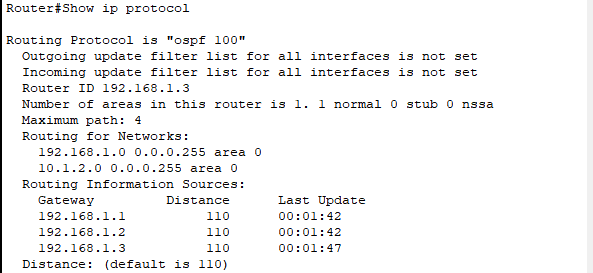 Router#Show ip protocol

Routing Protocol is "ospf 100"
  Outgoing update filter list for all interfaces is not set
  Incoming update filter list for all interfaces is not set
  Router ID 192.168.1.3
  Number of areas in this router is 1. 1 normal 0 stub 0 nssa
  Maximum path: 4
  Routing for Networks:
    192.168.1.0 0.0.0.255 area 0
    10.1.2.0 0.0.0.255 area 0
  Routing Information Sources:
    Gateway         Distance      Last Update
    192.168.1.1          110      00:01:42
    192.168.1.2          110      00:01:42
    192.168.1.3          110      00:01:47
  Distance: (default is 110)